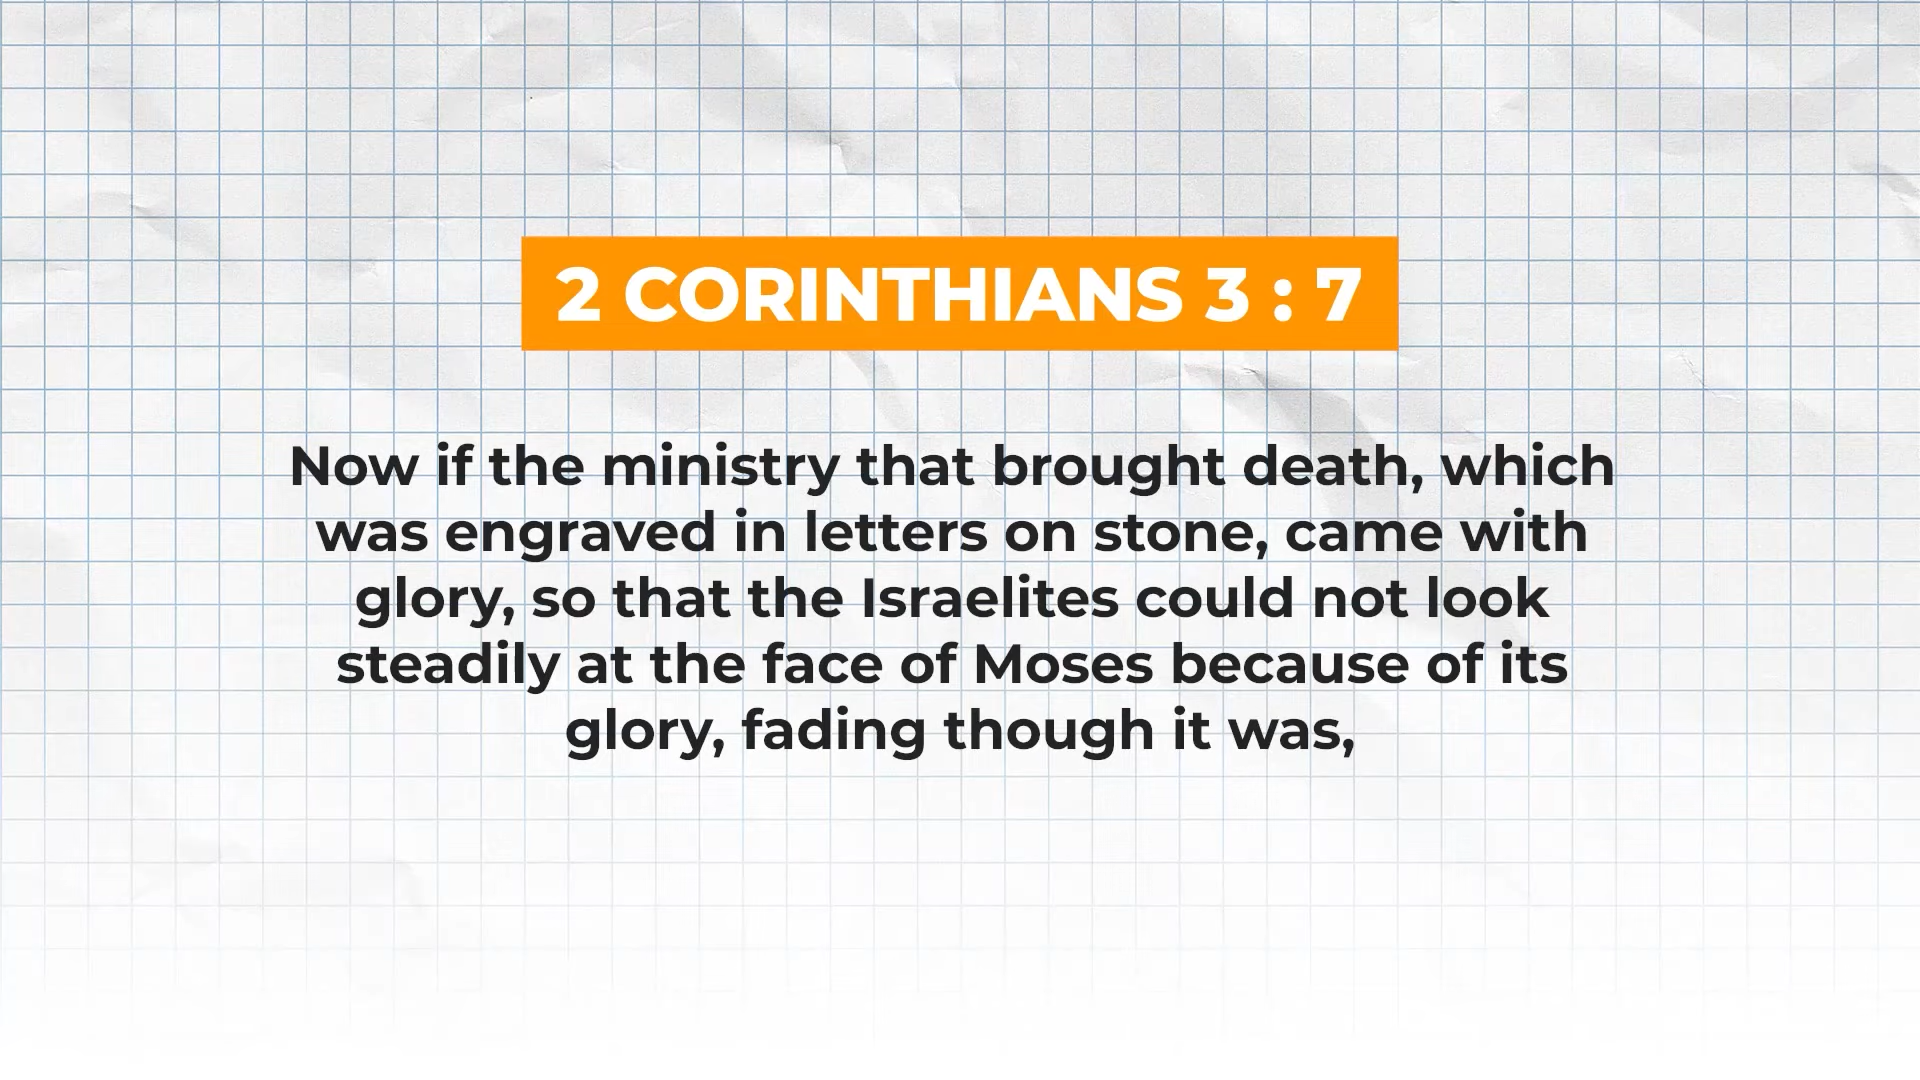 2 CORINTHIANS 3 : 7
Now if the ministry that brought death, which
was engraved in letters on stone, came with
glory, so that the Israelites could not look
steadily at the face of Moses because of its
glory, fading though it was,